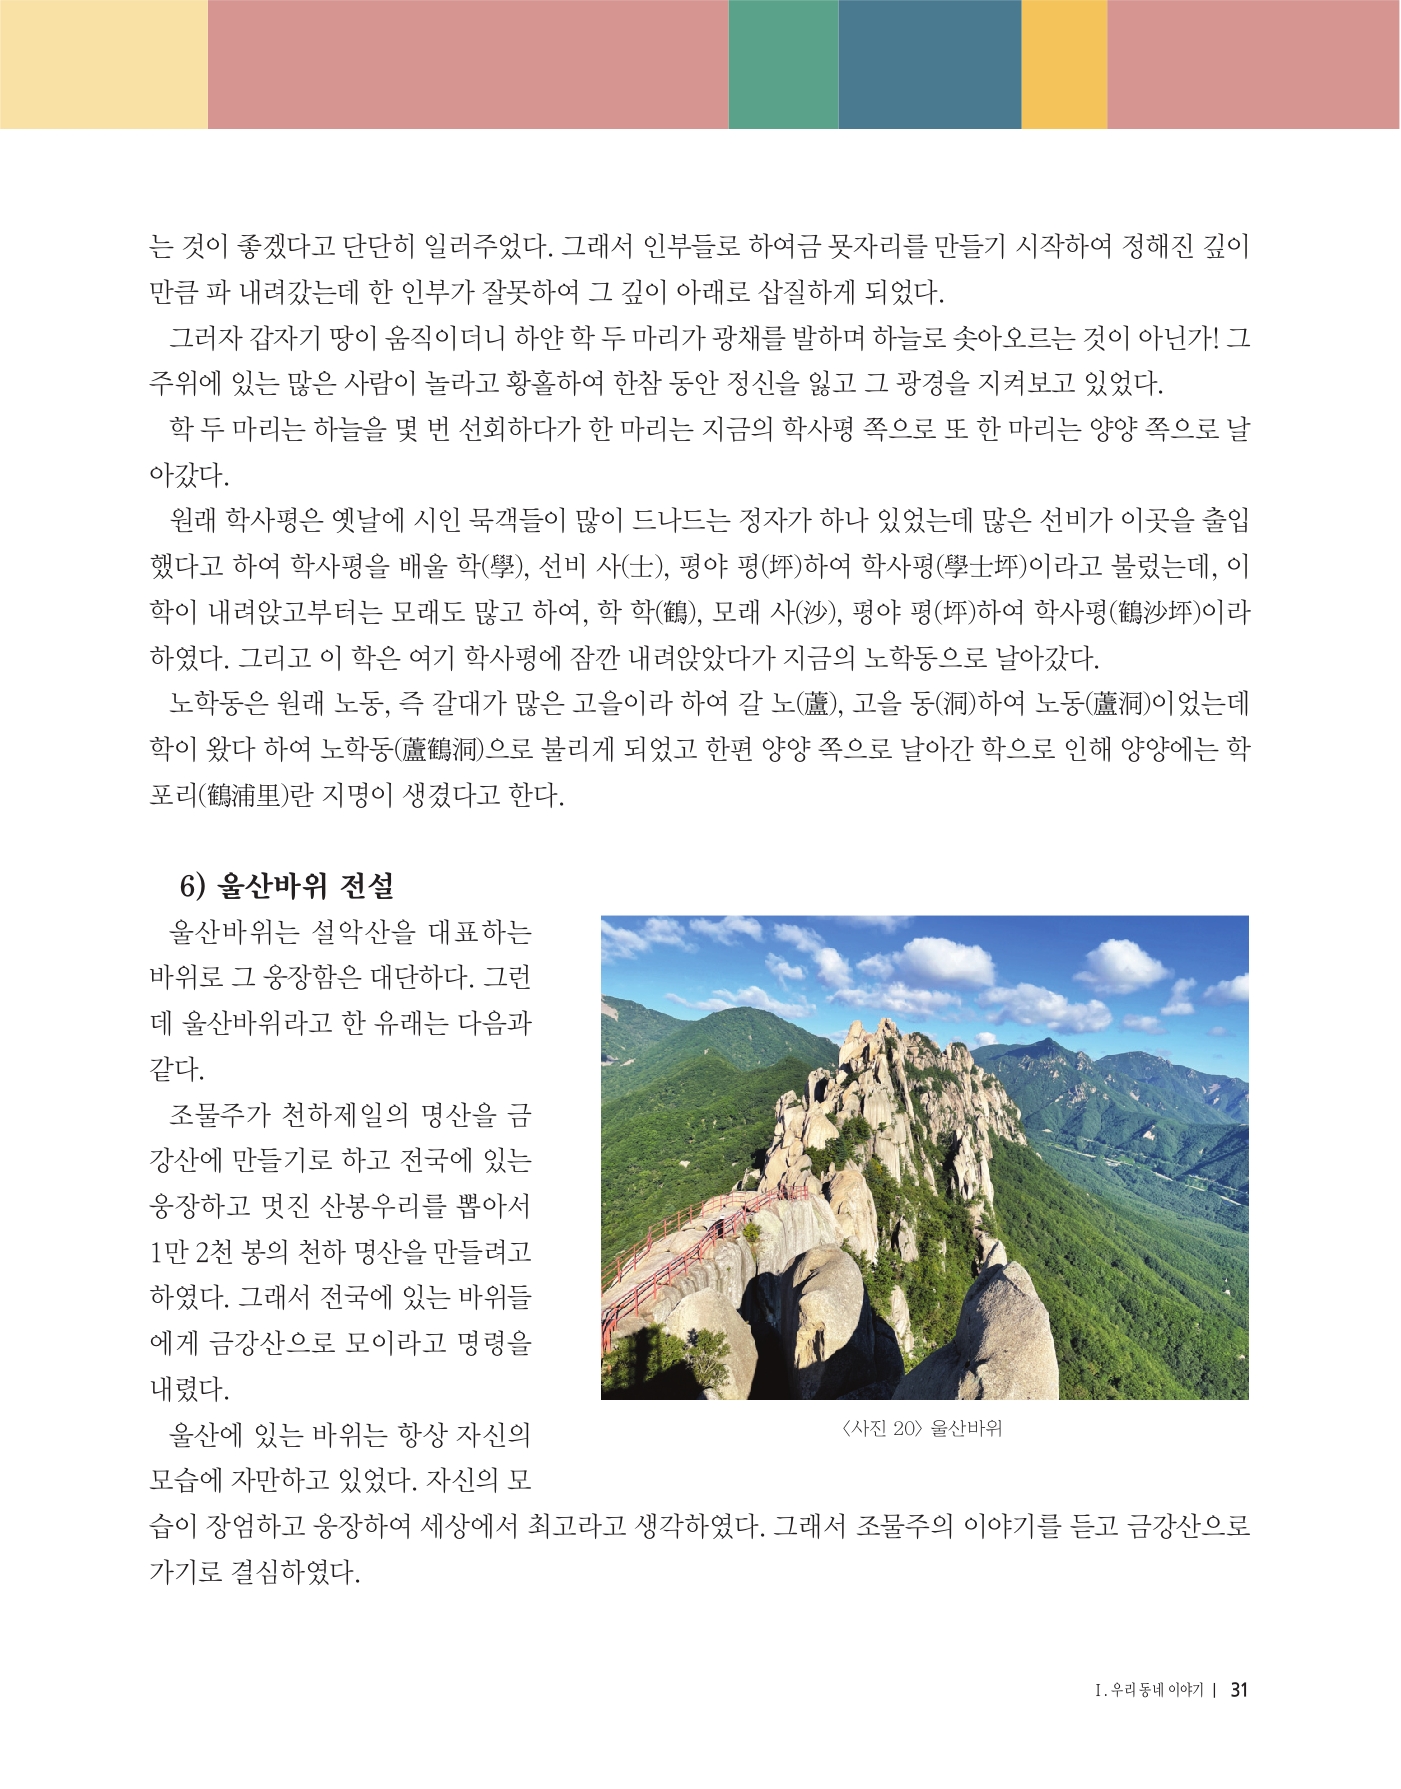 는 것이 좋겠다고 단단히 일러주었다. 그래서 인부들로 하여금 묫자리를 만들기 시작하여 정해진 깊이
만큼 파 내려갔는데 한 인부가 잘못하여 그 깊이 아래로 삽질하게 되었다.
그러자 갑자기 땅이 움직이더니 하얀 학 두 마리가 광채를 발하며 하늘로 솟아오르는 것이 아닌가! 그
주위에 있는 많은 사람이 놀라고 황홀하여 한참 동안 정신을 잃고 그 광경을 지켜보고 있었다.
학 두 마리는 하늘을 몇 번 선회하다가 한 마리는 지금의 학사평 쪽으로 또 한 마리는 양양 쪽으로 날
아갔다.
원래 학사평은 옛날에 시인 묵객들이 많이 드나드는 정자가 하나 있었는데 많은 선비가 이곳을 출입
했다고 하여 학사평을 배울 학(學), 선비 사(士), 평야 평(坪)하여 학사평(學士坪)이라고 불렀는데, 이
학이 내려앉고부터는 모래도 많고 하여, 학 학(鶴), 모래 사(沙), 평야 평(坪)하여 학사평(鶴沙坪)이라
하였다. 그리고 이 학은 여기 학사평에 잠깐 내려앉았다가 지금의 노학동으로 날아갔다.
노학동은 원래 노동, 즉 갈대가 많은 고을이라 하여 갈 노(蘆), 고을 동(洞)하여 노동(蘆洞)이었는데
학이 왔다 하여 노학동(蘆鶴洞)으로 불리게 되었고 한편 양양 쪽으로 날아간 학으로 인해 양양에는 학
포리(鶴浦里)란 지명이 생겼다고 한다.
6) 울산바위 전설
울산바위는 설악산을 대표하는
바위로 그 웅장함은 대단하다. 그런
데 울산바위라고 한 유래는 다음과
같다.
조물주가 천하제일의 명산을 금
강산에 만들기로 하고 전국에 있는
웅장하고 멋진 산봉우리를 뽑아서
1만 2천 봉의 천하 명산을 만들려고
하였다. 그래서 전국에 있는 바위들
에게 금강산으로 모이라고 명령을
내렸다.
울산에 있는 바위는 항상 자신의
모습에 자만하고 있었다. 자신의 모
습이 장엄하고 웅장하여 세상에서 최고라고 생각하였다. 그래서 조물주의 이야기를 듣고 금강산으로
가기로 결심하였다.
〈사진 20〉 울산바위
Ⅰ. 우리 동네 이야기 | 31